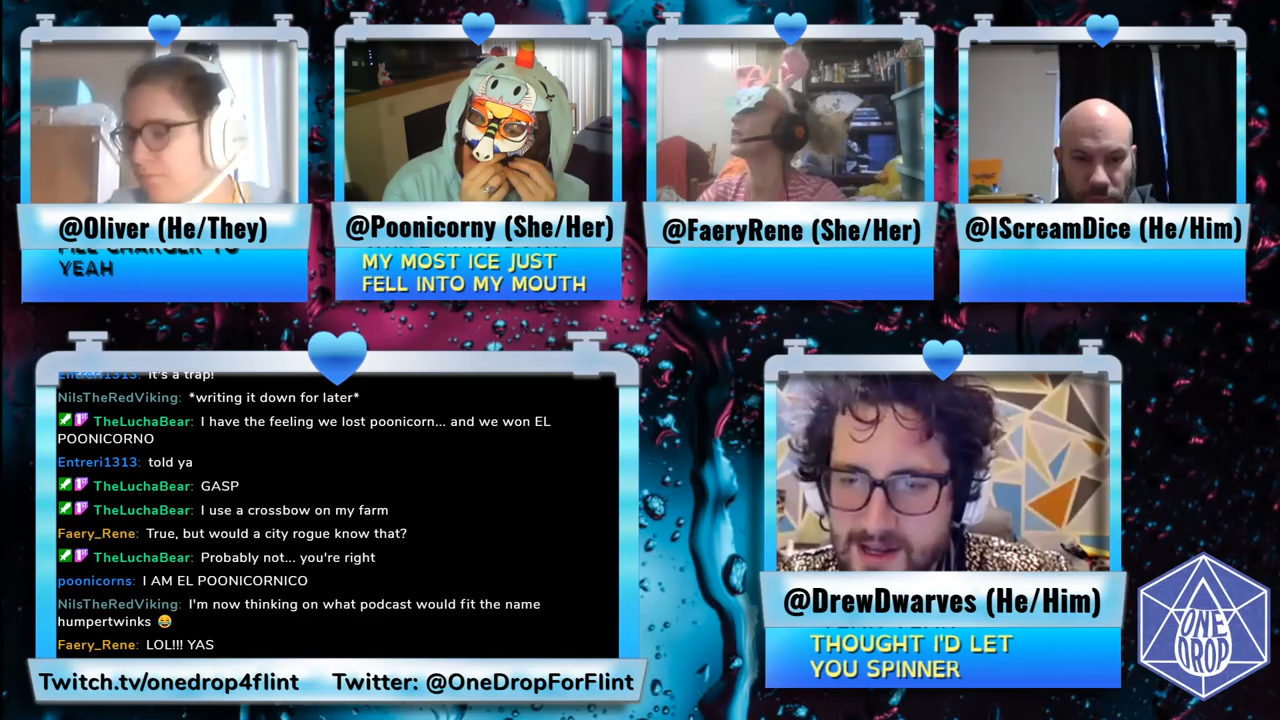 @Oliver (He/They)
@Poonicorny (She/Her)
@FaeryRene (She/Her)
@IScreamDice (He/Him)
FILL CHARGER TO
YEAH
MY MOST ICE JUST
FELL INTO MY MOUTH
Entreri1313: It's a trap!
NilsTheRedViking: *writing it down for later*
TheLuchaBear: I have the feeling we lost poonicorn... and we won EL
POONICORNO
Entreri1313: told ya
TheLuchaBear: GASP
TheLuchaBear: I use a crossbow on my farm
Faery_Rene: True, but would a city rogue know that?
TheLuchaBear: Probably not... you're right
poonicorns: I AM EL POONICORNICO
NilsTheRedViking: I'm now thinking on what podcast would fit the name
humpertwinks 😂
Faery_Rene: LOL!!! YAS
Twitch.tv/onedrop4flint Twitter: @OneDropForFlint
@DrewDwarves (He/Him)
THOUGHT I'D LET
YOU SPINNER
ONE
DROP